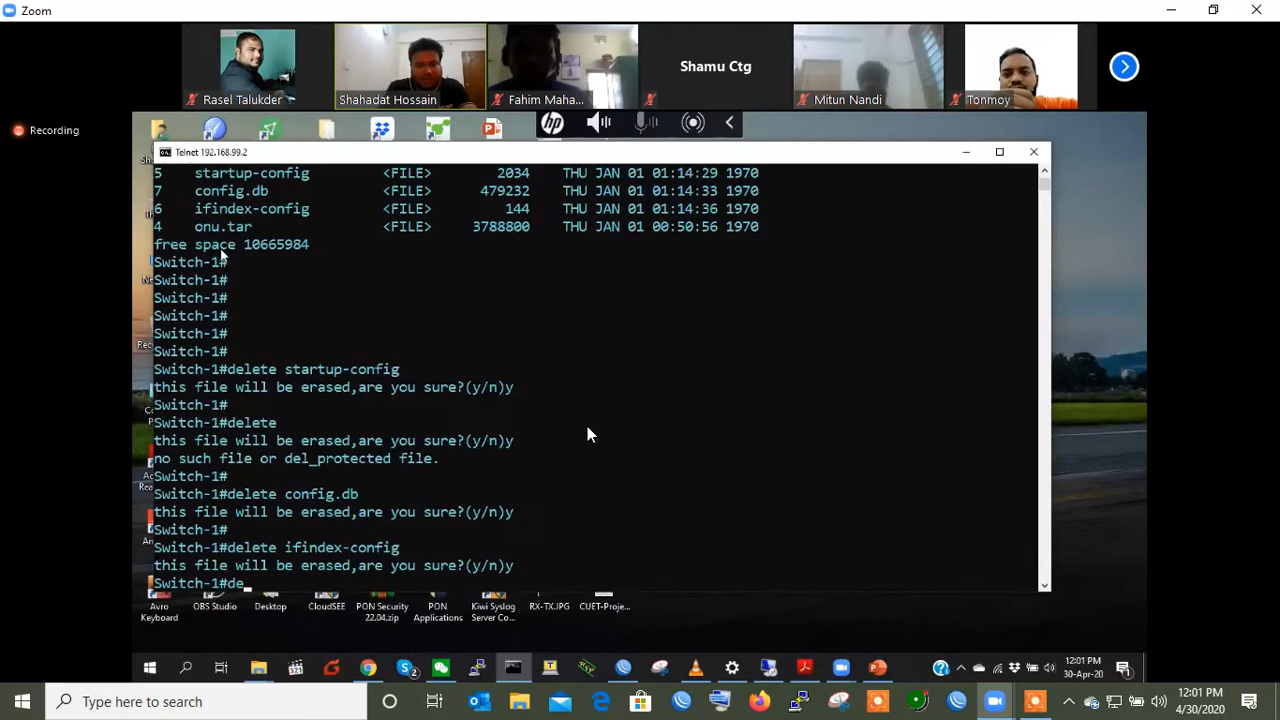 Zoom
Rasel Talukder
Shahadat Hossain
Fahim Maha...
Shamu Ctg
Mitun Nandi
Tonmoy
Recording
hp
Telnet 192.168.99.2
5 startup-config <FILE> 2034 THU JAN 01 01:14:29 1970
7 config.db <FILE> 479232 THU JAN 01 01:14:33 1970
6 ifindex-config <FILE> 144 THU JAN 01 01:14:36 1970
4 onu.tar <FILE> 3788800 THU JAN 01 00:50:56 1970
free space 10665984
Switch-1#
Switch-1#
Switch-1#
Switch-1#
Switch-1#
Switch-1#
Switch-1#delete startup-config
this file will be erased,are you sure?(y/n)y
Switch-1#
Switch-1#delete
this file will be erased,are you sure?(y/n)y
no such file or del_protected file.
Switch-1#
Switch-1#delete config.db
this file will be erased,are you sure?(y/n)y
Switch-1#
Switch-1#delete ifindex-config
this file will be erased,are you sure?(y/n)y
Switch-1#de
Avro Keyboard
OBS Studio
Desktop
CloudSEE
PON Security 22.04.zip
PON Applications
Kiwi Syslog Server Co...
RX-TX.JPG
CUET-Proje...
12:01 PM
30-Apr-20
Type here to search
12:01 PM
4/30/2020